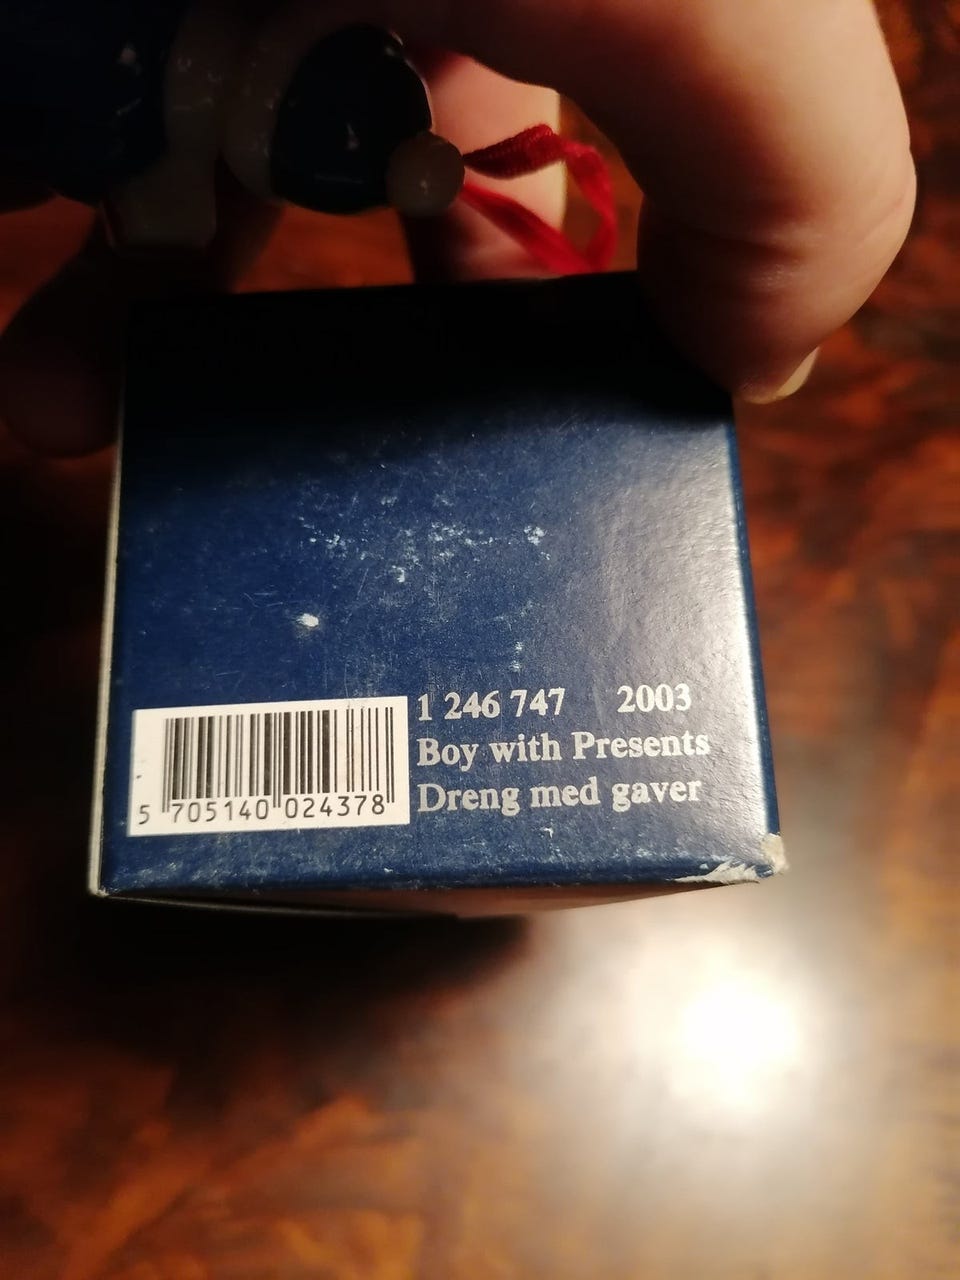 1 246 747 2003
Boy with Presents
Dreng med gaver
5 705140 024378